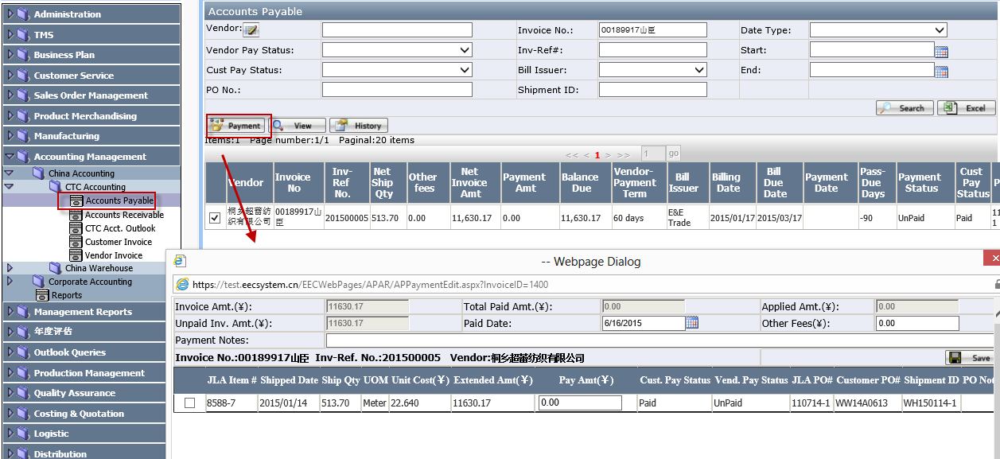 Administration
TMS
Business Plan
Customer Service
Sales Order Management
Product Merchandising
Manufacturing
Accounting Management
China Accounting
CTC Accounting
Accounts Payable
Accounts Receivable
CTC Acct. Outlook
Customer Invoice
Vendor Invoice
China Warehouse
Corporate Accounting
Reports
Management Reports
年度评估
Outlook Queries
Production Management
Quality Assurance
Costing & Quotation
Logistic
Distribution
Accounts Payable
Vendor: Invoice No.: 00189917山臣 Date Type:
Vendor Pay Status: Inv-Ref#: Start:
Cust Pay Status: Bill Issuer: End:
PO No.: Shipment ID:
Search Excel
Payment View History
Items:1 Page number:1/1 Paginal:20 items
<< < 1 > >> 1 go
Vendor Invoice No Inv-Ref No. Net Ship Qty Other fees Net Invoice Amt Payment Amt Balance Due Vendor-Payment Term Bill Issuer Billing Date Bill Due Date Payment Date Pass-Due Days Payment Status Cust Pay Status P
桐乡超蕾纺织有限公司 00189917山臣 201500005 513.70 0.00 11,630.17 0.00 11,630.17 60 days E&E Trade 2015/01/17 2015/03/17 -90 UnPaid Paid 11 1
-- Webpage Dialog
https://test.eecsystem.cn/EECWebPages/APAR/APPaymentEdit.aspx?InvoiceID=1400
Invoice Amt.(¥): 11630.17 Total Paid Amt.(¥): 0.00 Applied Amt.(¥): 0.00
Unpaid Inv. Amt.(¥): 11630.17 Paid Date: 6/16/2015 Other Fees(¥): 0.00
Payment Notes:
Invoice No.:00189917山臣 Inv-Ref. No.:201500005 Vendor:桐乡超蕾纺织有限公司 Save
JLA Item # Shipped Date Ship Qty UOM Unit Cost(¥) Extended Amt(¥) Pay Amt(¥) Cust. Pay Status Vend. Pay Status JLA PO# Customer PO# Shipment ID PO Not
8588-7 2015/01/14 513.70 Meter 22.640 11630.17 0.00 Paid UnPaid 110714-1 WW14A0613 WH150114-1